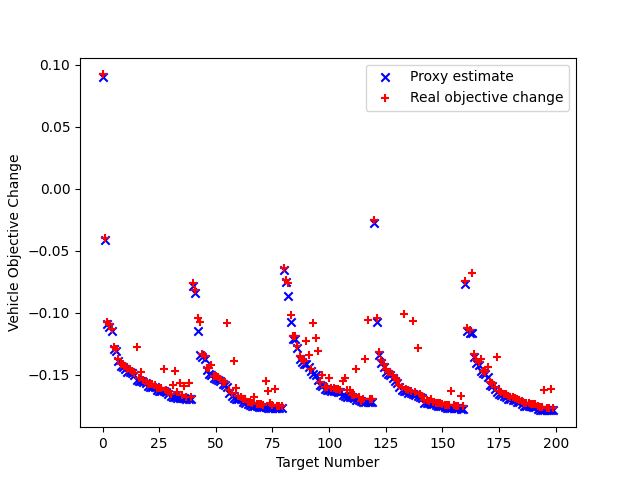 Proxy estimate
Real objective change
0.10
0.05
0.00
−0.05
−0.10
−0.15
Vehicle Objective Change
0 25 50 75 100 125 150 175 200
Target Number